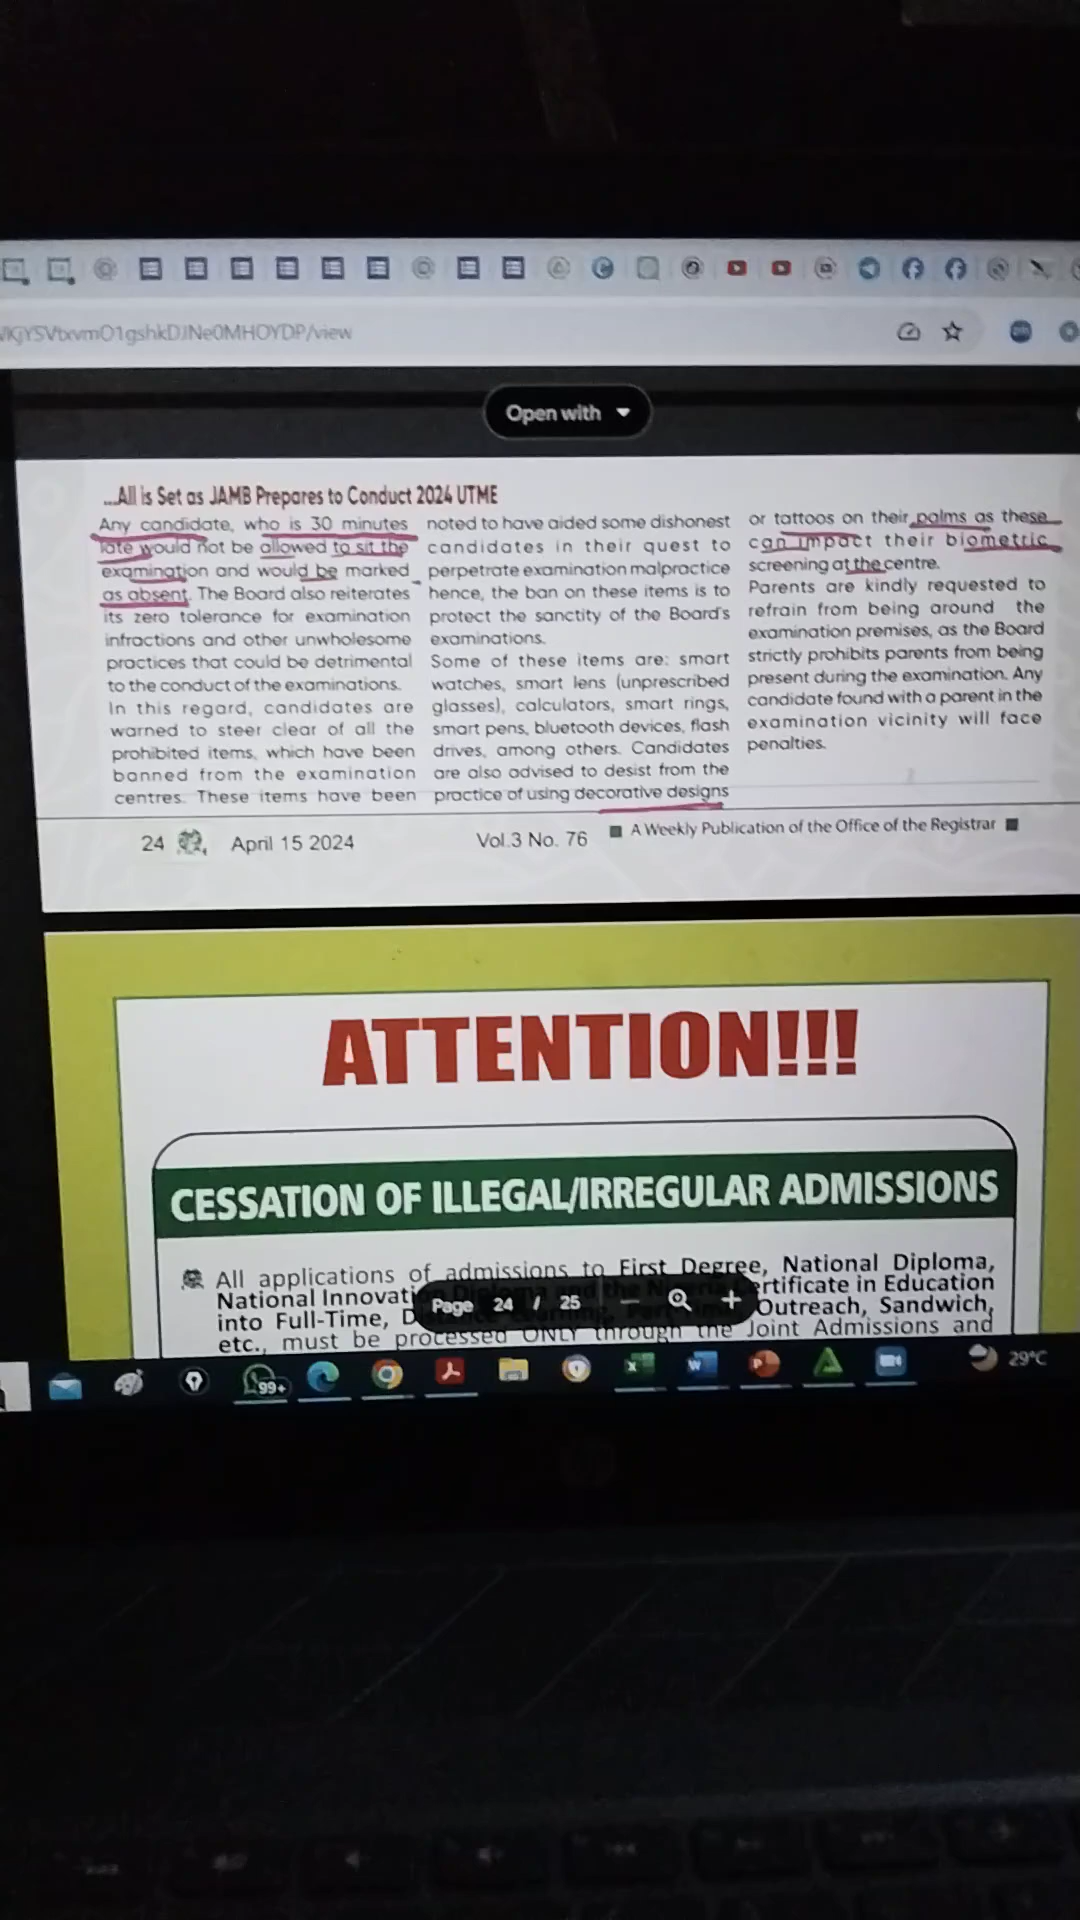 /view
Open with
...All is Set as JAMB Prepares to Conduct 2024 UTME
Any candidate, who is 30 minutes
late would not be allowed to sit the
examination and would be marked
as absent. The Board also reiterates
its zero tolerance for examination
infractions and other unwholesome
practices that could be detrimental
to the conduct of the examinations.
In this regard, candidates are
warned to steer clear of all the
prohibited items, which have been
banned from the examination
centres. These items have been
noted to have aided some dishonest
candidates in their quest to
perpetrate examination malpractice
hence, the ban on these items is to
protect the sanctity of the Board's
examinations.
Some of these items are: smart
watches, smart lens (unprescribed
glasses), calculators, smart rings,
smart pens, bluetooth devices, flash
drives, among others. Candidates
are also advised to desist from the
practice of using decorative designs
or tattoos on their palms as these
can impact their biometric
screening at the centre.
Parents are kindly requested to
refrain from being around the
examination premises, as the Board
strictly prohibits parents from being
present during the examination. Any
candidate found with a parent in the
examination vicinity will face
penalties.
24 April 15 2024 Vol.3 No. 76 A Weekly Publication of the Office of the Registrar
ATTENTION!!!
CESSATION OF ILLEGAL/IRREGULAR ADMISSIONS
All applications of admissions to First Degree, National Diploma,
National Innovati ertificate in Education
into Full-Time, D Outreach, Sandwich,
etc., must be processed ONLY through the Joint Admissions and
Page 24 / 25
99+
29°C